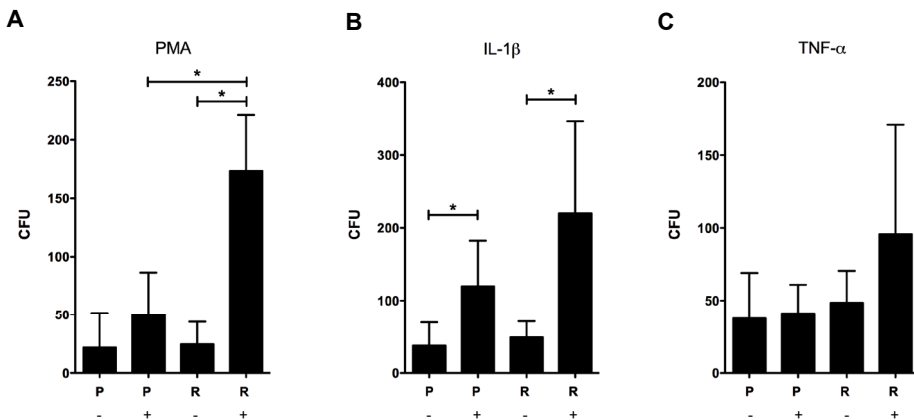 A
PMA
CFU
250
200
150
100
50
0
* 
*
P P R R
- + - +
B
IL-1β
CFU
400
300
200
100
0
*
*
P P R R
- + - +
C
TNF-α
CFU
200
150
100
50
0
P P R R
- + - +